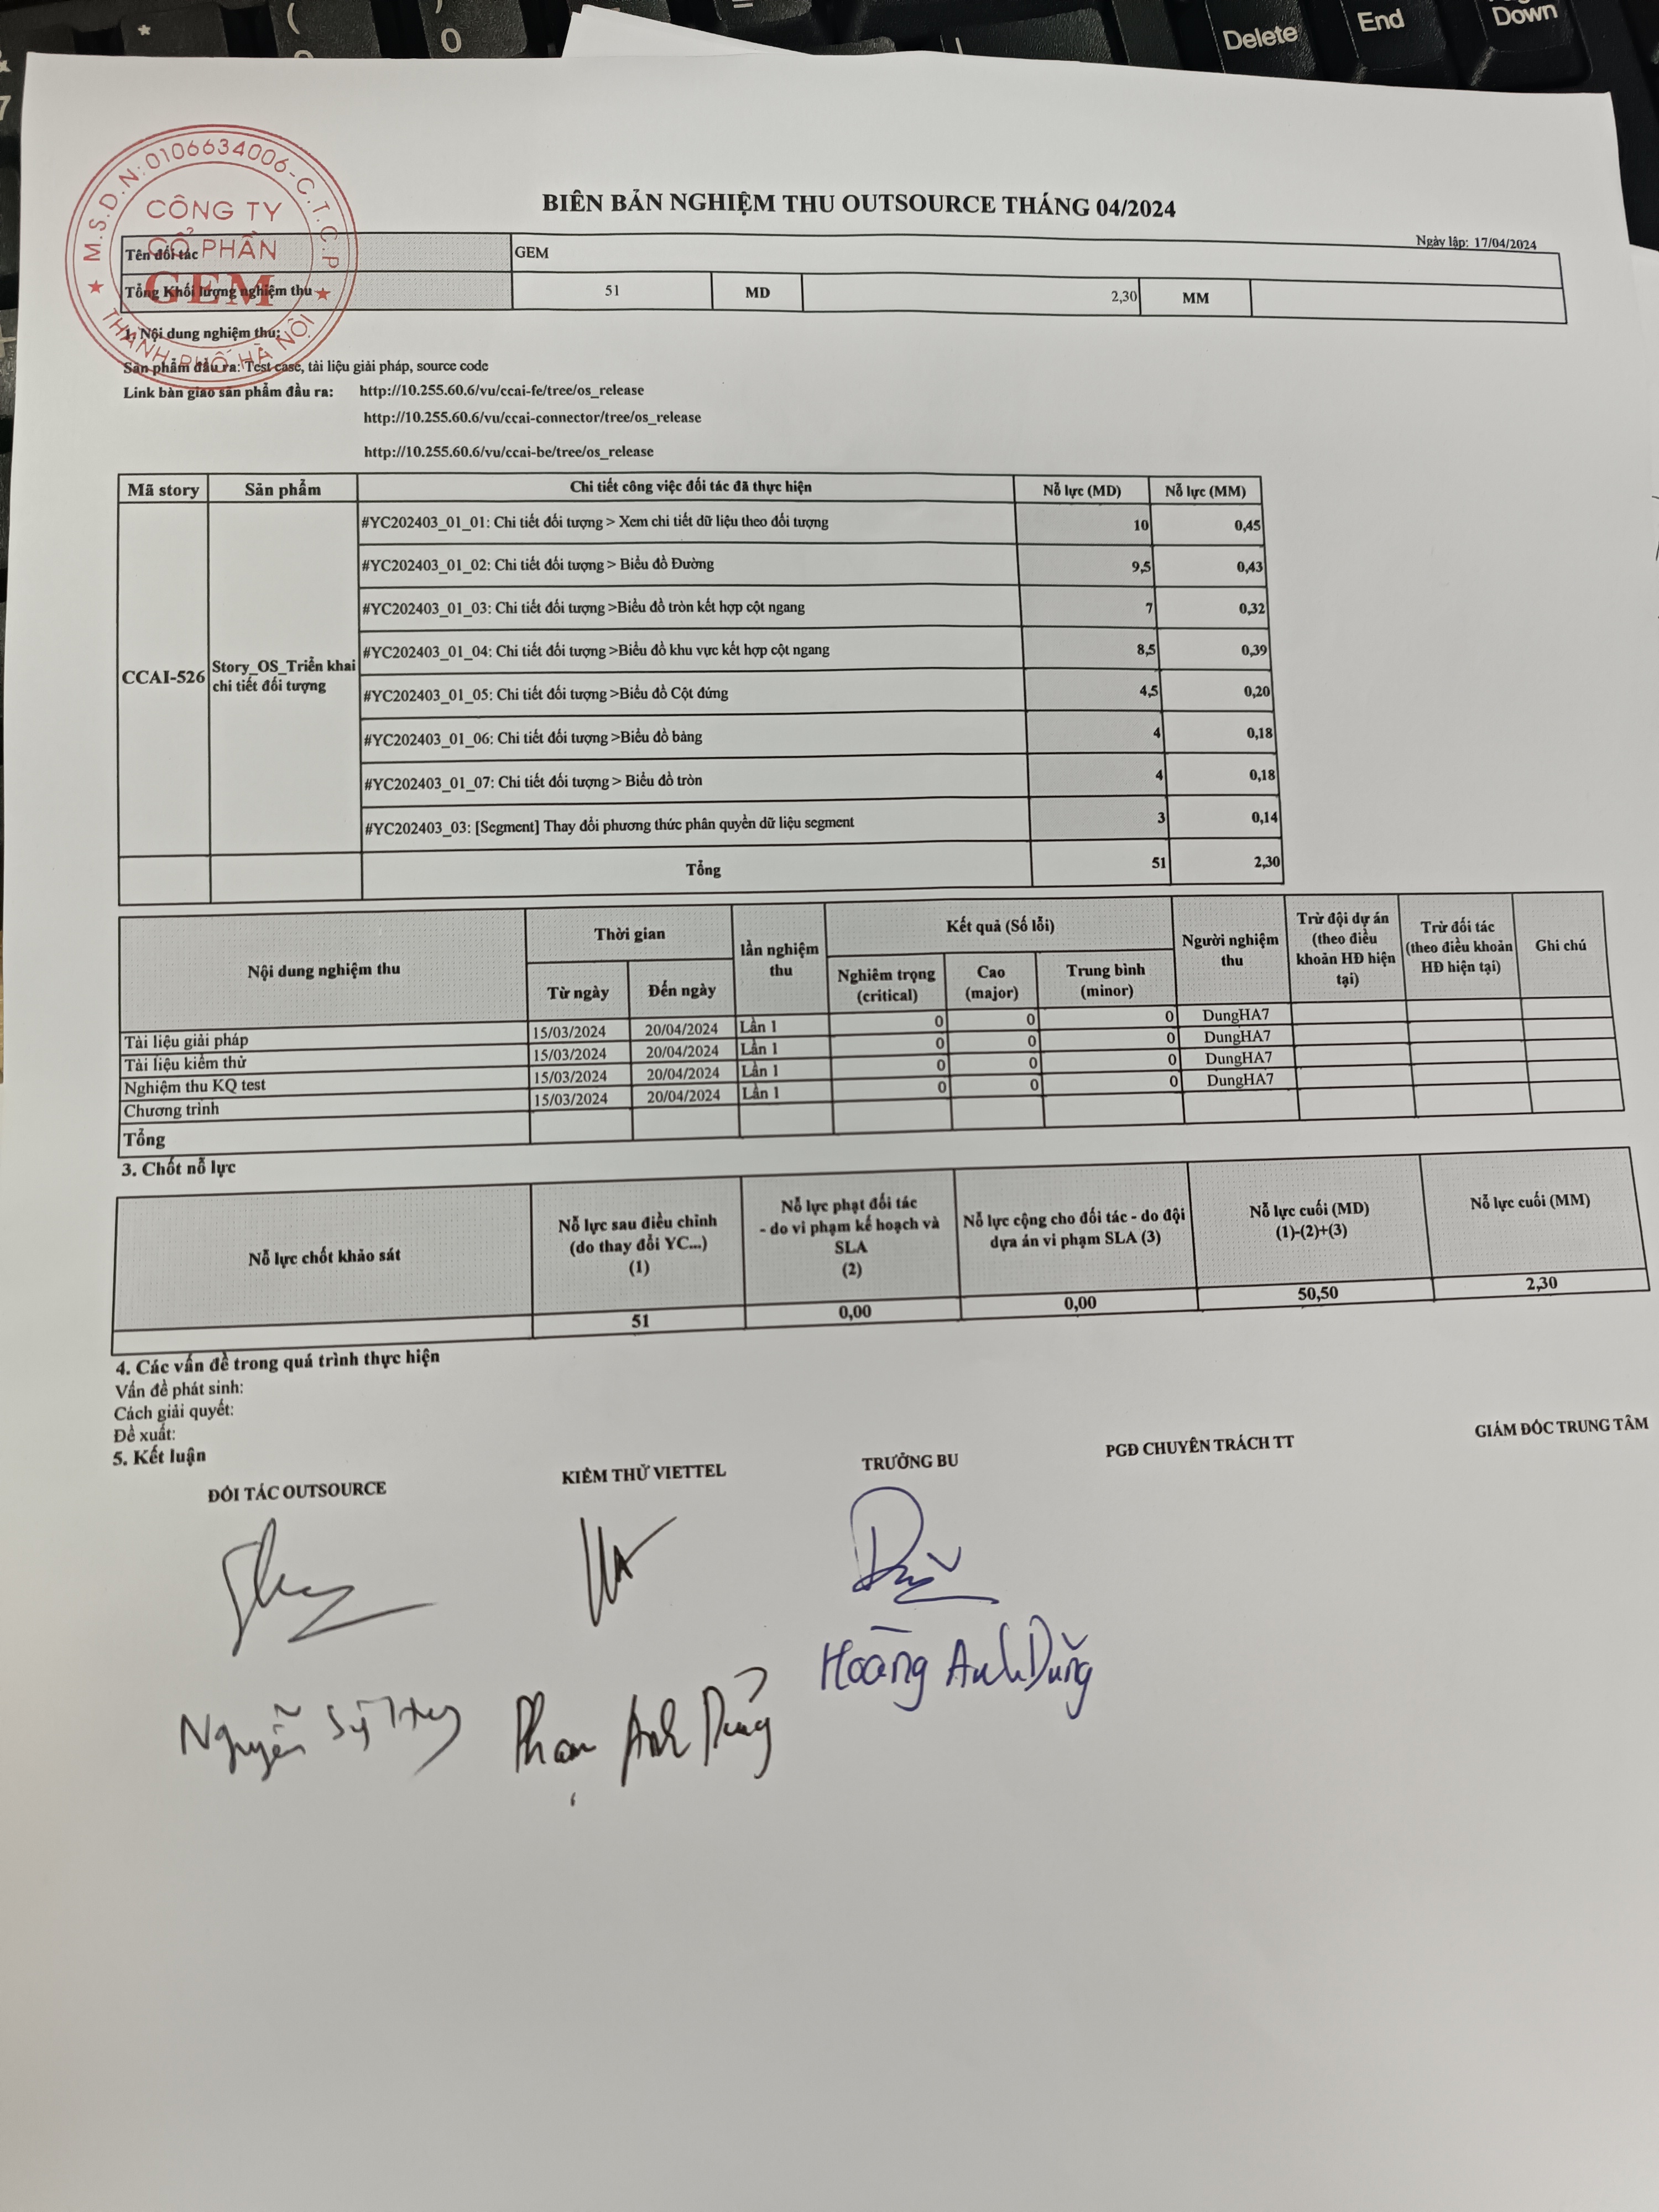 *
(
)
0
Delete
End
Down
7
M.S.D.N:0106634006-C.T.C.P
CÔNG TY
CỔ PHẦN
GEM
THÀNH PHỐ HÀ NỘI
BIÊN BẢN NGHIỆM THU OUTSOURCE THÁNG 04/2024
Ngày lập: 17/04/2024
Tên đối tác GEM
Tổng Khối lượng nghiệm thu 51 MD 2,30 MM
1. Nội dung nghiệm thu:
Sản phẩm đầu ra: Test case, tài liệu giải pháp, source code
Link bàn giao sản phẩm đầu ra: http://10.255.60.6/vu/ccai-fe/tree/os_release
http://10.255.60.6/vu/ccai-connector/tree/os_release
http://10.255.60.6/vu/ccai-be/tree/os_release
Mã story Sản phẩm Chi tiết công việc đối tác đã thực hiện Nỗ lực (MD) Nỗ lực (MM)
#YC202403_01_01: Chi tiết đối tượng > Xem chi tiết dữ liệu theo đối tượng 10 0,45
#YC202403_01_02: Chi tiết đối tượng > Biểu đồ Đường 9,5 0,43
#YC202403_01_03: Chi tiết đối tượng >Biểu đồ tròn kết hợp cột ngang 7 0,32
#YC202403_01_04: Chi tiết đối tượng >Biểu đồ khu vực kết hợp cột ngang 8,5 0,39
CCAI-526 Story_OS_Triển khai
chi tiết đối tượng
#YC202403_01_05: Chi tiết đối tượng >Biểu đồ Cột đứng 4,5 0,20
#YC202403_01_06: Chi tiết đối tượng >Biểu đồ bảng 4 0,18
#YC202403_01_07: Chi tiết đối tượng > Biểu đồ tròn 4 0,18
#YC202403_03: [Segment] Thay đổi phương thức phân quyền dữ liệu segment 3 0,14
Tổng 51 2,30
Nội dung nghiệm thu
Thời gian
Từ ngày Đến ngày
lần nghiệm
thu
Kết quả (Số lỗi)
Nghiêm trọng
(critical)
Cao
(major)
Trung bình
(minor)
Người nghiệm
thu
Trừ đội dự án
(theo điều
khoản HĐ hiện
tại)
Trừ đối tác
(theo điều khoản
HĐ hiện tại)
Ghi chú
Tài liệu giải pháp 15/03/2024 20/04/2024 Lần 1 0 0 0 DungHA7
Tài liệu kiểm thử 15/03/2024 20/04/2024 Lần 1 0 0 0 DungHA7
Nghiệm thu KQ test 15/03/2024 20/04/2024 Lần 1 0 0 0 DungHA7
Chương trình 15/03/2024 20/04/2024 Lần 1 0 0 0 DungHA7
Tổng
3. Chốt nỗ lực
Nỗ lực chốt khảo sát
Nỗ lực sau điều chỉnh
(do thay đổi YC...)
(1)
Nỗ lực phạt đối tác
- do vi phạm kế hoạch và
SLA
(2)
Nỗ lực cộng cho đối tác - do đội
dựa án vi phạm SLA (3)
Nỗ lực cuối (MD)
(1)-(2)+(3)
Nỗ lực cuối (MM)
51 0,00 0,00 50,50 2,30
4. Các vấn đề trong quá trình thực hiện
Vấn đề phát sinh:
Cách giải quyết:
Đề xuất:
5. Kết luận
ĐỐI TÁC OUTSOURCE KIỂM THỬ VIETTEL TRƯỞNG BU PGĐ CHUYÊN TRÁCH TT GIÁM ĐỐC TRUNG TÂM
Hoàng Anh Dũng
Nguyễn Sỹ Huy Phạm Anh Dũng